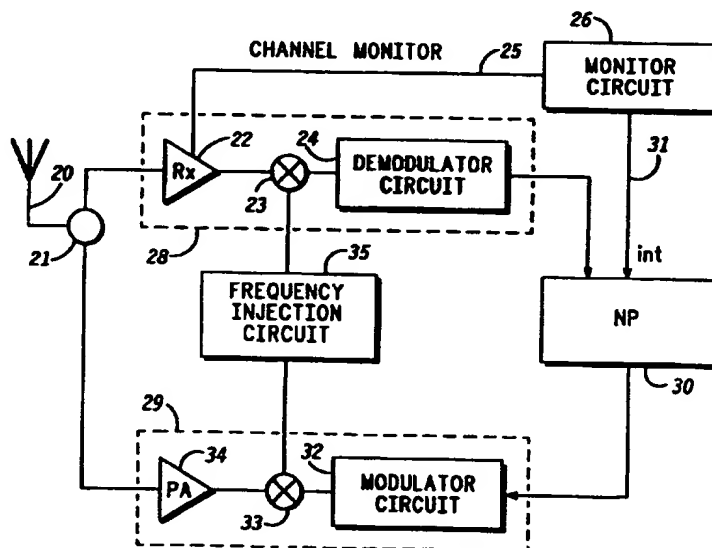 26
CHANNEL MONITOR
25
MONITOR
CIRCUIT
22
24
31
20
Rx
DEMODULATOR
CIRCUIT
23
21
28
35
int
FREQUENCY
INJECTION
CIRCUIT
NP
30
29
34
32
PA
MODULATOR
CIRCUIT
33